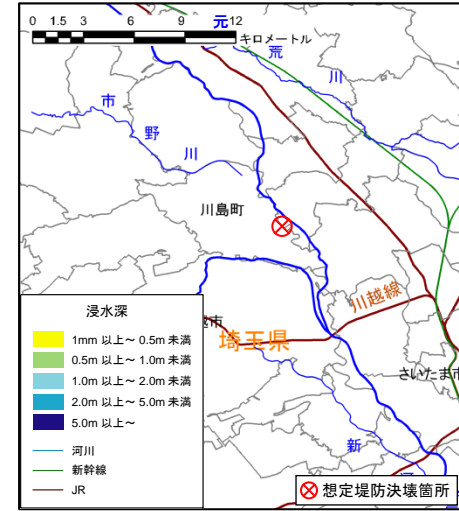 0 1.5 3 6 9 12
キロメートル
元
荒
川
市
野
川
川島町
川越線
市
埼玉県
さいたま市
新
浸水深
1mm 以上~ 0.5m 未満
0.5m 以上~ 1.0m 未満
1.0m 以上~ 2.0m 未満
2.0m 以上~ 5.0m 未満
5.0m 以上~
河川
新幹線
JR
想定堤防決壊箇所